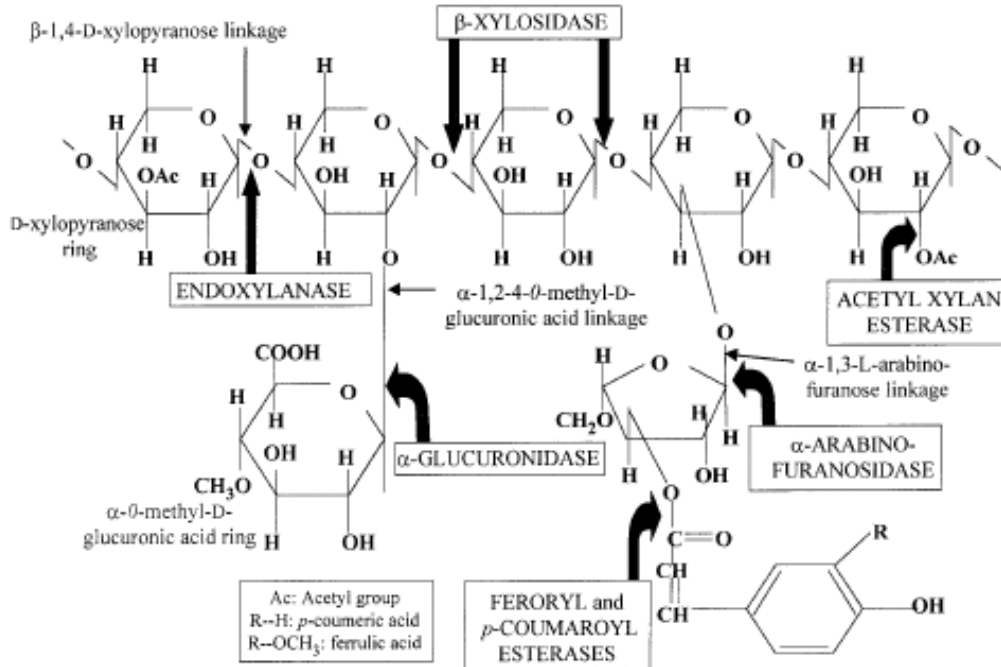 β-XYLOSIDASE
β-1,4-D-xylopyranose linkage
H H H H H
O O O O O
H H H H H
H H H H H
O O O O O O
OAc OH OH H OH
H H H H H
D-xylopyranose
ring
H OH H O H OH H OH H OAc
ENDOXYLANASE
α-1,2-4-0-methyl-D-
glucuronic acid linkage
ACETYL XYLAN
ESTERASE
O
COOH
O
H
O
α-1,3-L-arabino-
furanose linkage
H
H
CH₂O
H
H
OH
H
α-GLUCURONIDASE
α-ARABINO-
FURANOSIDASE
OH
H
CH₃O
H
OH
α-0-methyl-D-
glucuronic acid ring
O
C=O
CH
CH
R
OH
Ac: Acetyl group
R--H: p-coumeric acid
R--OCH₃: ferrulic acid
FERORYL and
p-COUMAROYL
ESTERASES